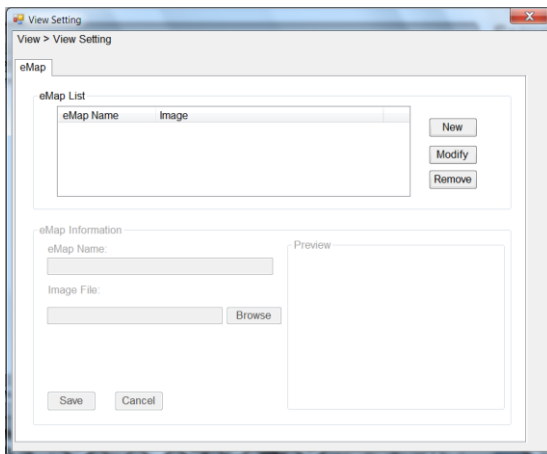 View Setting
View > View Setting
eMap
eMap List
eMap Name Image
New
Modify
Remove
eMap Information
eMap Name:
Preview
Image File:
Browse
Save Cancel